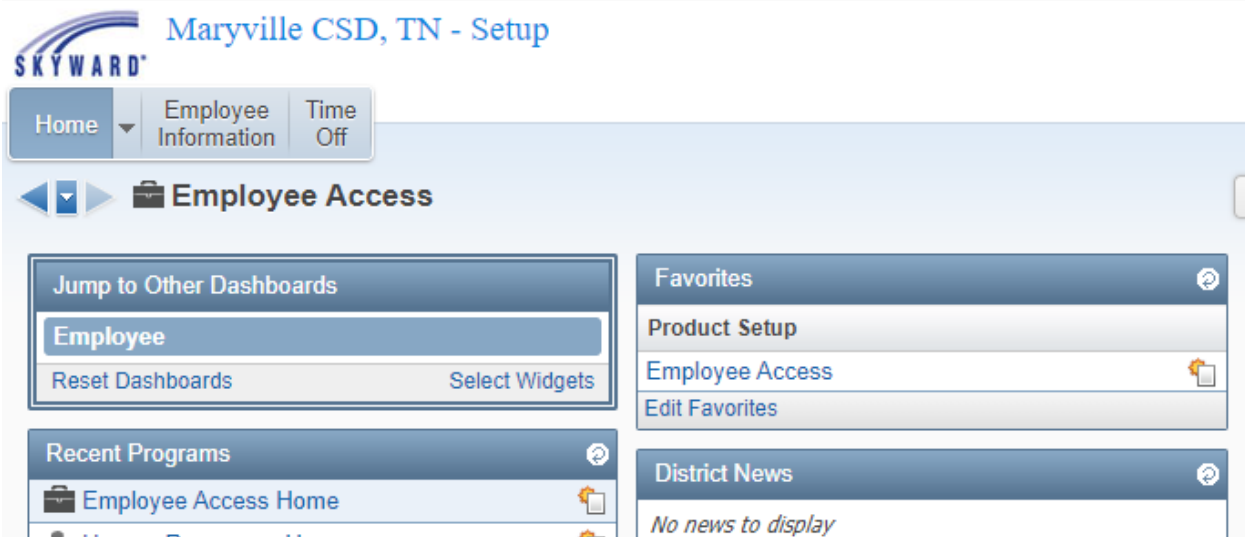 Maryville CSD, TN - Setup
SKYWARD®
Home
Employee
Information
Time
Off
Employee Access
Jump to Other Dashboards
Employee
Reset Dashboards
Select Widgets
Recent Programs
Employee Access Home
Favorites
Product Setup
Employee Access
Edit Favorites
District News
No news to display